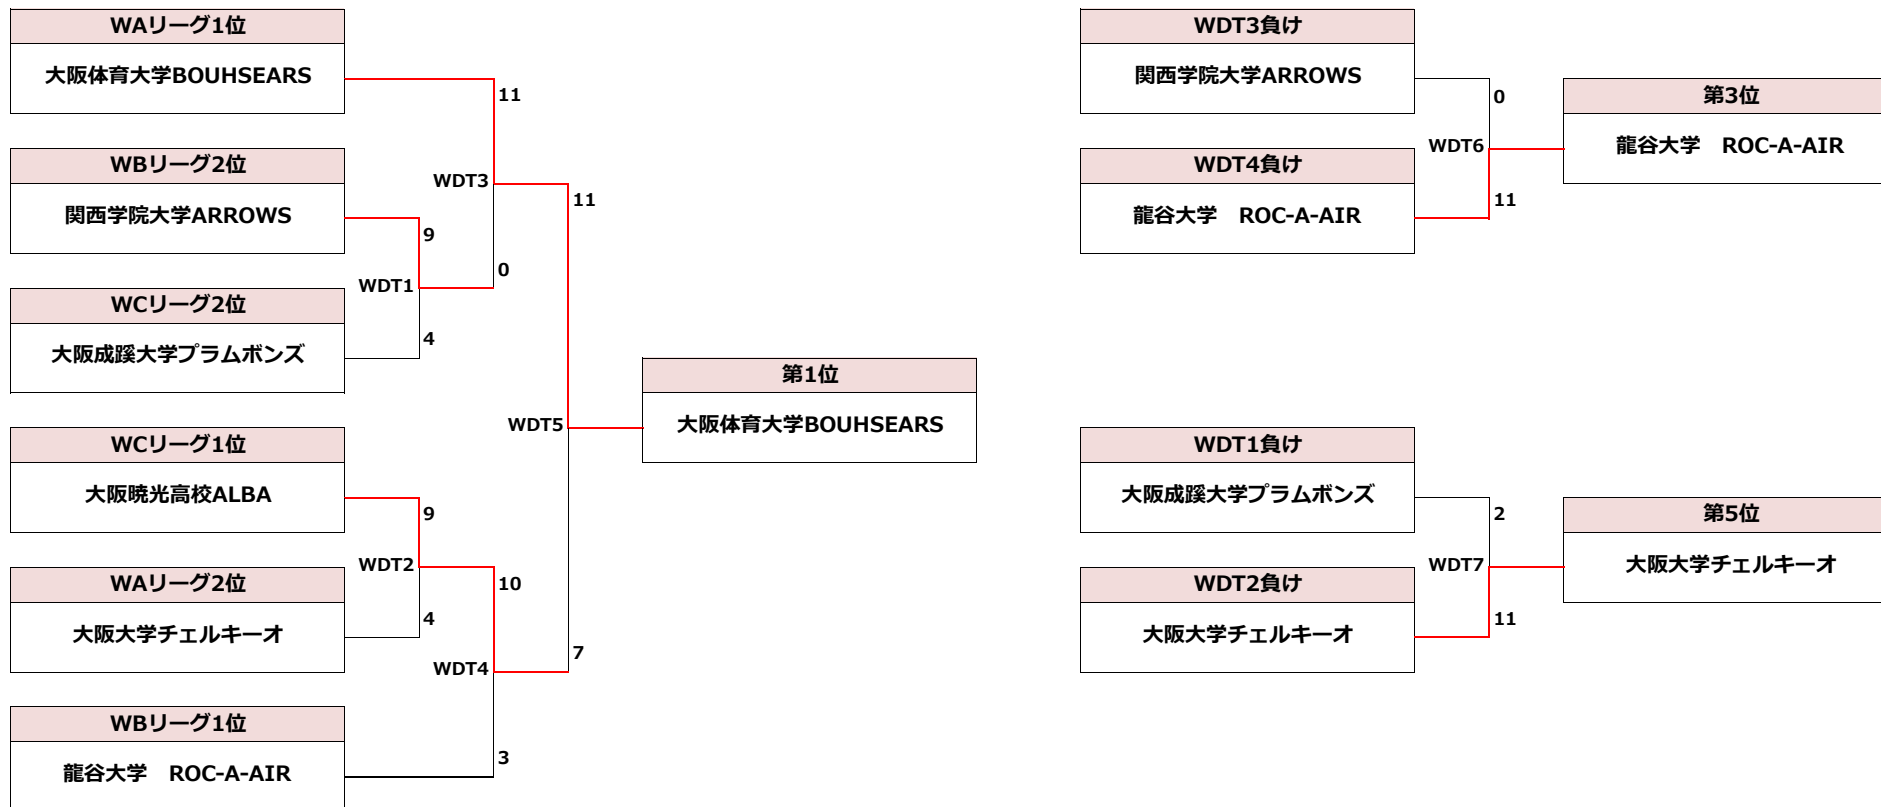 WAリーグ1位
大阪体育大学BOUHSEARS
11
WBリーグ2位
WDT3
11
関西学院大学ARROWS
9
0
WDT1
WCリーグ2位
4
大阪成蹊大学プラムボンズ
第1位
WDT5
大阪体育大学BOUHSEARS
WCリーグ1位
大阪暁光高校ALBA
9
WDT2
10
WAリーグ2位
4
大阪大学チェルキーオ
7
WDT4
WBリーグ1位
3
龍谷大学　ROC-A-AIR
WDT3負け
関西学院大学ARROWS
0
第3位
WDT6
龍谷大学　ROC-A-AIR
WDT4負け
11
龍谷大学　ROC-A-AIR
WDT1負け
大阪成蹊大学プラムボンズ
2
第5位
WDT7
大阪大学チェルキーオ
WDT2負け
11
大阪大学チェルキーオ